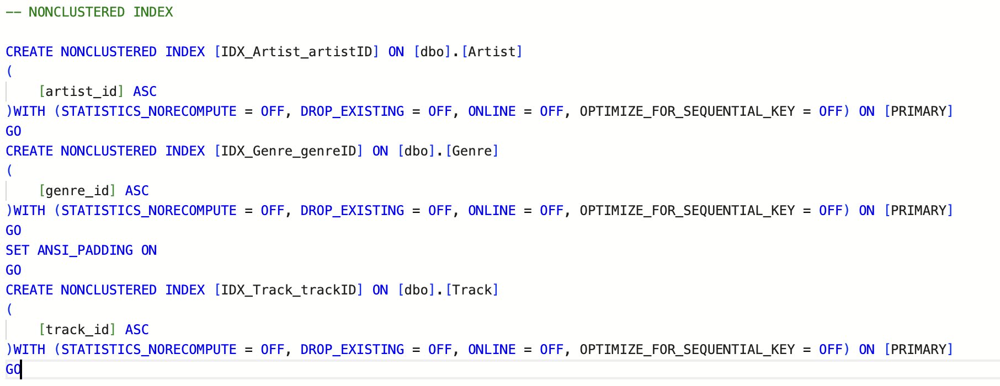 -- NONCLUSTERED INDEX
CREATE NONCLUSTERED INDEX [IDX_Artist_artistID] ON [dbo].[Artist]
(
[artist_id] ASC
)WITH (STATISTICS_NORECOMPUTE = OFF, DROP_EXISTING = OFF, ONLINE = OFF, OPTIMIZE_FOR_SEQUENTIAL_KEY = OFF) ON [PRIMARY]
GO
CREATE NONCLUSTERED INDEX [IDX_Genre_genreID] ON [dbo].[Genre]
(
[genre_id] ASC
)WITH (STATISTICS_NORECOMPUTE = OFF, DROP_EXISTING = OFF, ONLINE = OFF, OPTIMIZE_FOR_SEQUENTIAL_KEY = OFF) ON [PRIMARY]
GO
SET ANSI_PADDING ON
GO
CREATE NONCLUSTERED INDEX [IDX_Track_trackID] ON [dbo].[Track]
(
[track_id] ASC
)WITH (STATISTICS_NORECOMPUTE = OFF, DROP_EXISTING = OFF, ONLINE = OFF, OPTIMIZE_FOR_SEQUENTIAL_KEY = OFF) ON [PRIMARY]
GO